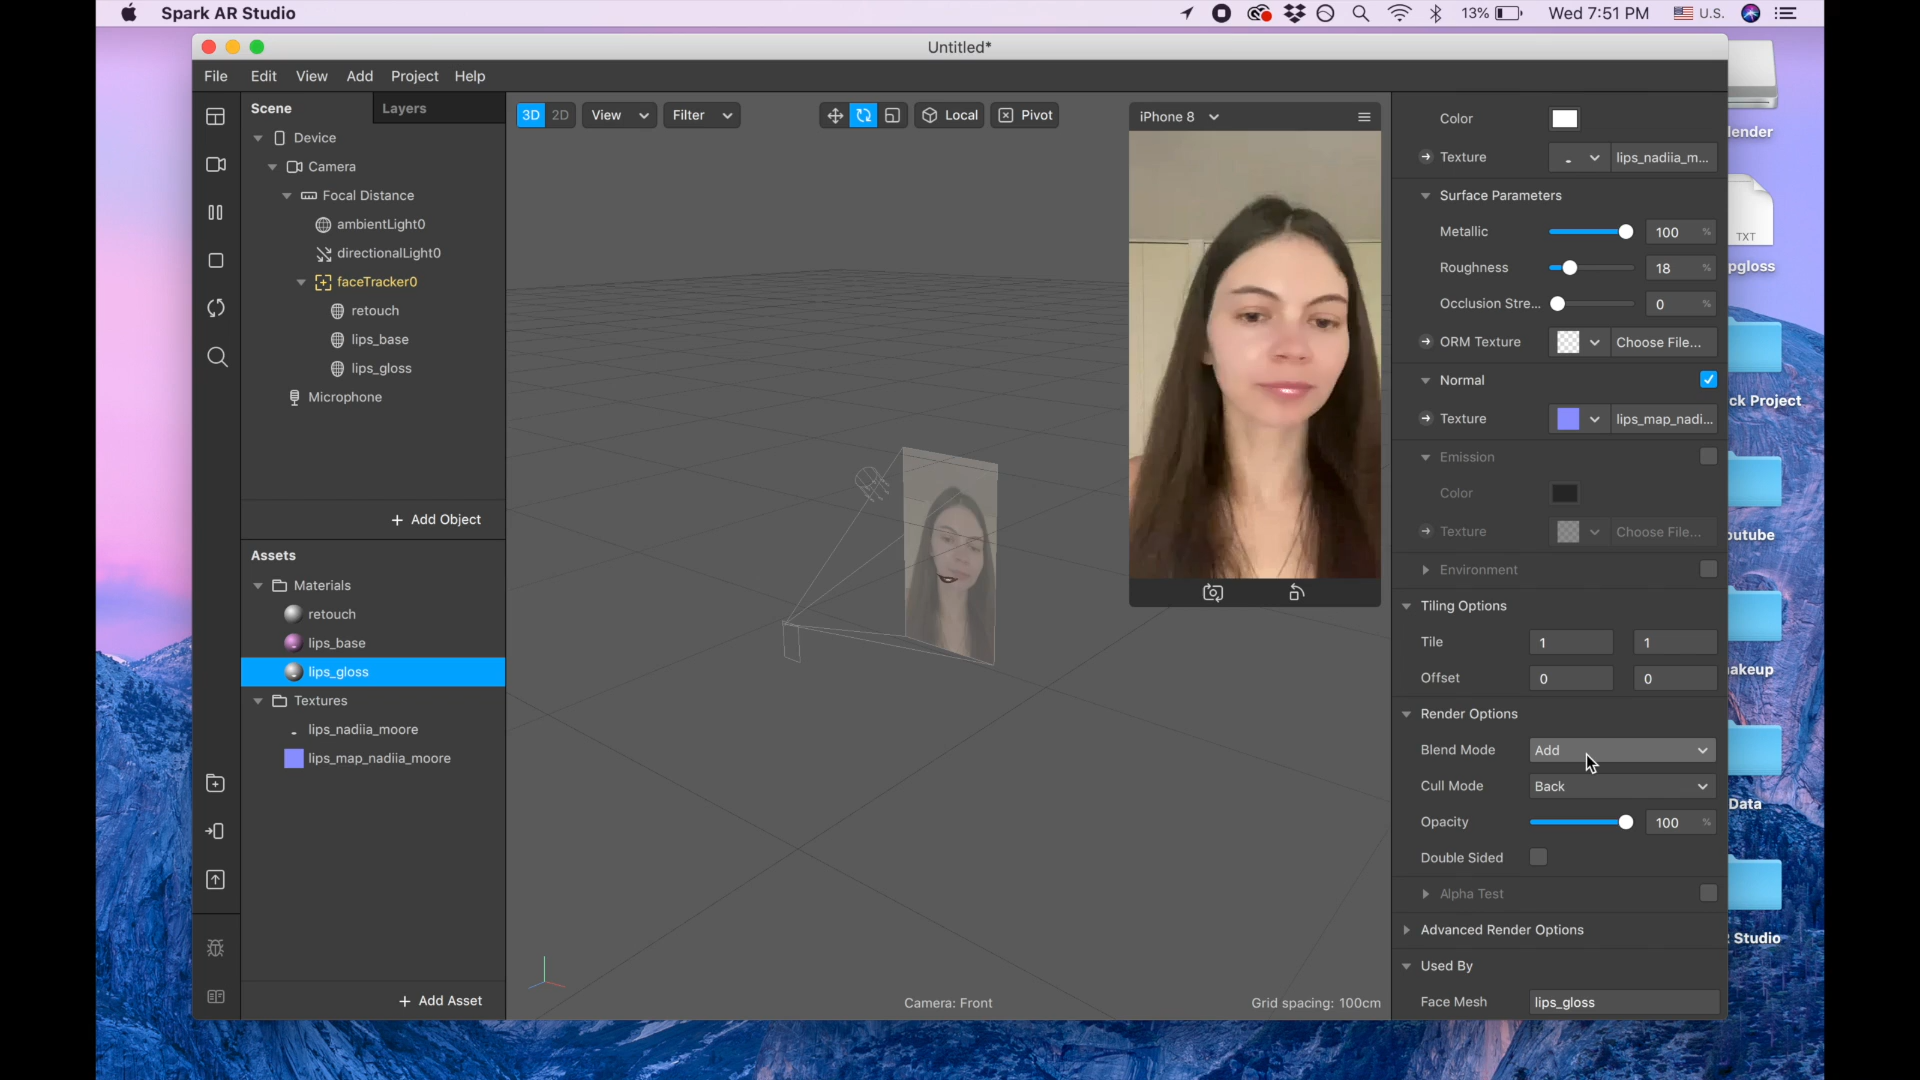 Spark AR Studio
13%
Wed 7:51 PM
U.S.
Untitled*
File Edit View Add Project Help
Scene
Layers
Device
Camera
Focal Distance
ambientLight0
directionalLight0
faceTracker0
retouch
lips_base
lips_gloss
Microphone
+ Add Object
Assets
Materials
retouch
lips_base
lips_gloss
Textures
lips_nadiia_moore
lips_map_nadiia_moore
+ Add Asset
3D 2D
View
Filter
Local
Pivot
iPhone 8
Camera: Front
Grid spacing: 100cm
Color
Texture
lips_nadiia_m...
Surface Parameters
Metallic 100 %
Roughness 18 %
Occlusion Stre... 0 %
ORM Texture Choose File...
Normal
Texture lips_map_nadi...
Emission
Color
Texture Choose File...
Environment
Tiling Options
Tile 1 1
Offset 0 0
Render Options
Blend Mode Add
Cull Mode Back
Opacity 100 %
Double Sided
Alpha Test
Advanced Render Options
Used By
Face Mesh lips_gloss
lender
TXT
pgloss
ck Project
outube
akeup
Data
R Studio